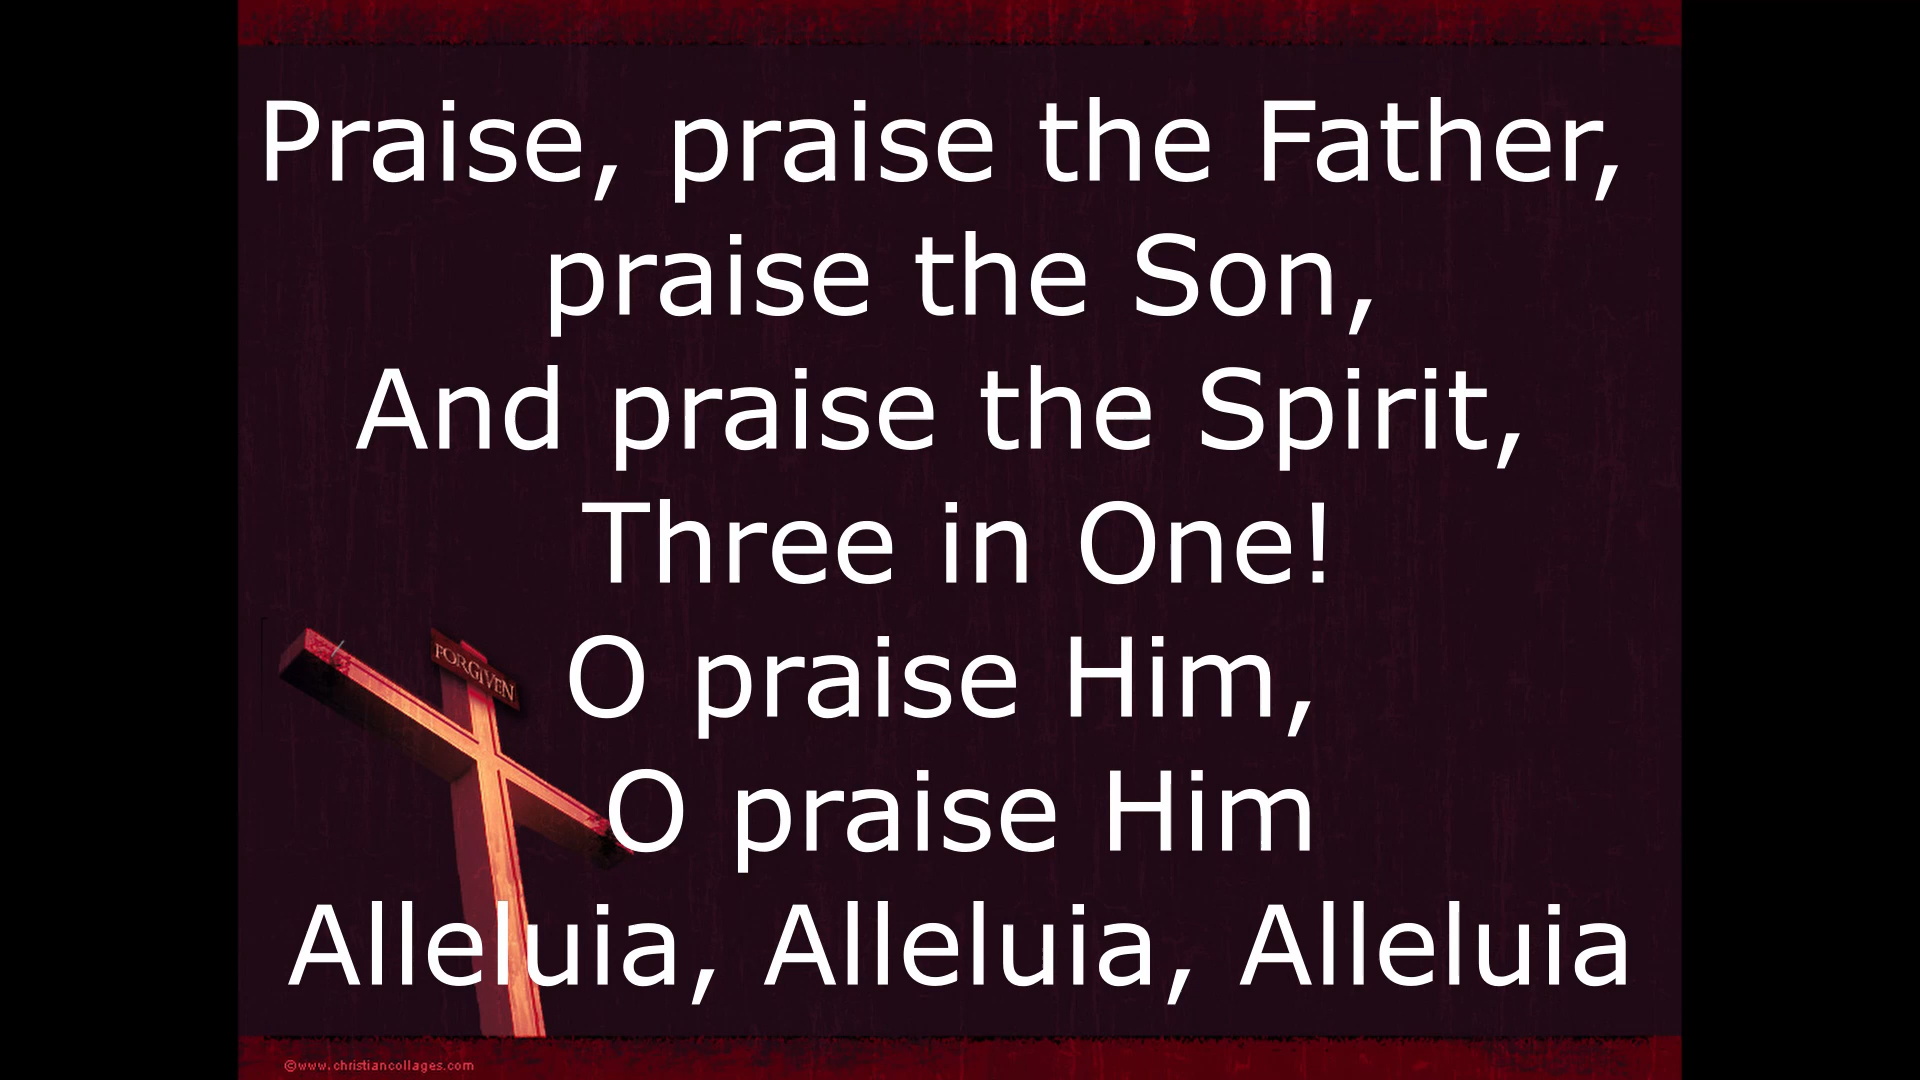 Praise, praise the Father,
praise the Son,
And praise the Spirit,
Three in One!
FORGIVEN
O praise Him,
O praise Him
Alleluia, Alleluia, Alleluia
©www.christiancollages.com